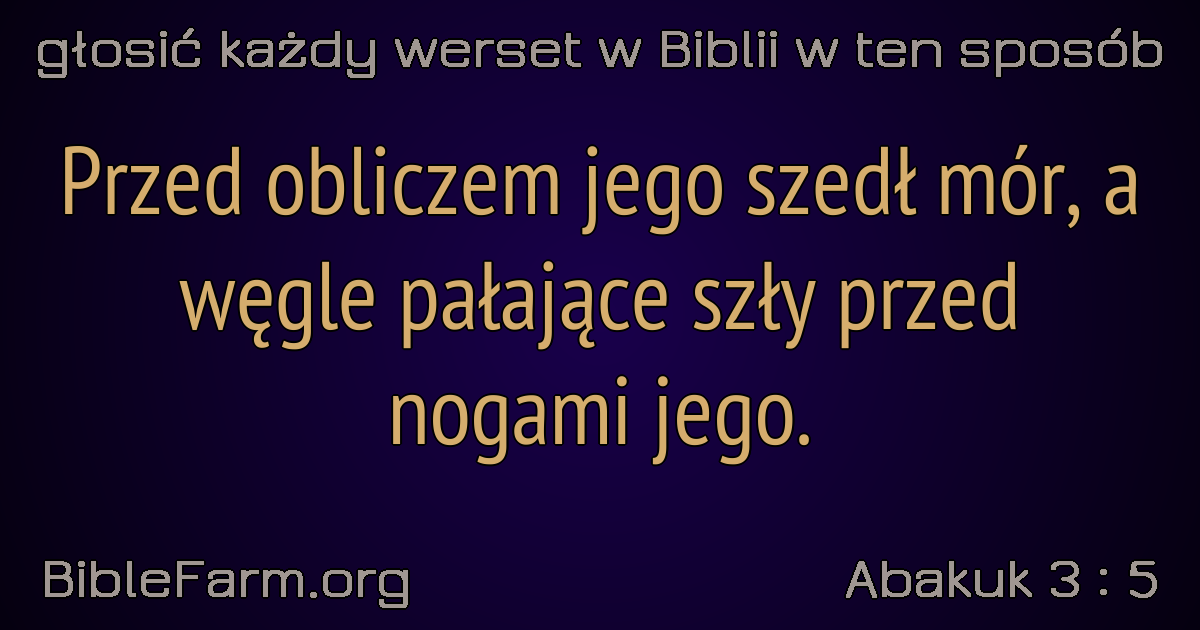 głosić każdy werset w Biblii w ten sposób
Przed obliczem jego szedł mór, a
węgle pałające szły przed
nogami jego.
BibleFarm.org
Abakuk 3 : 5